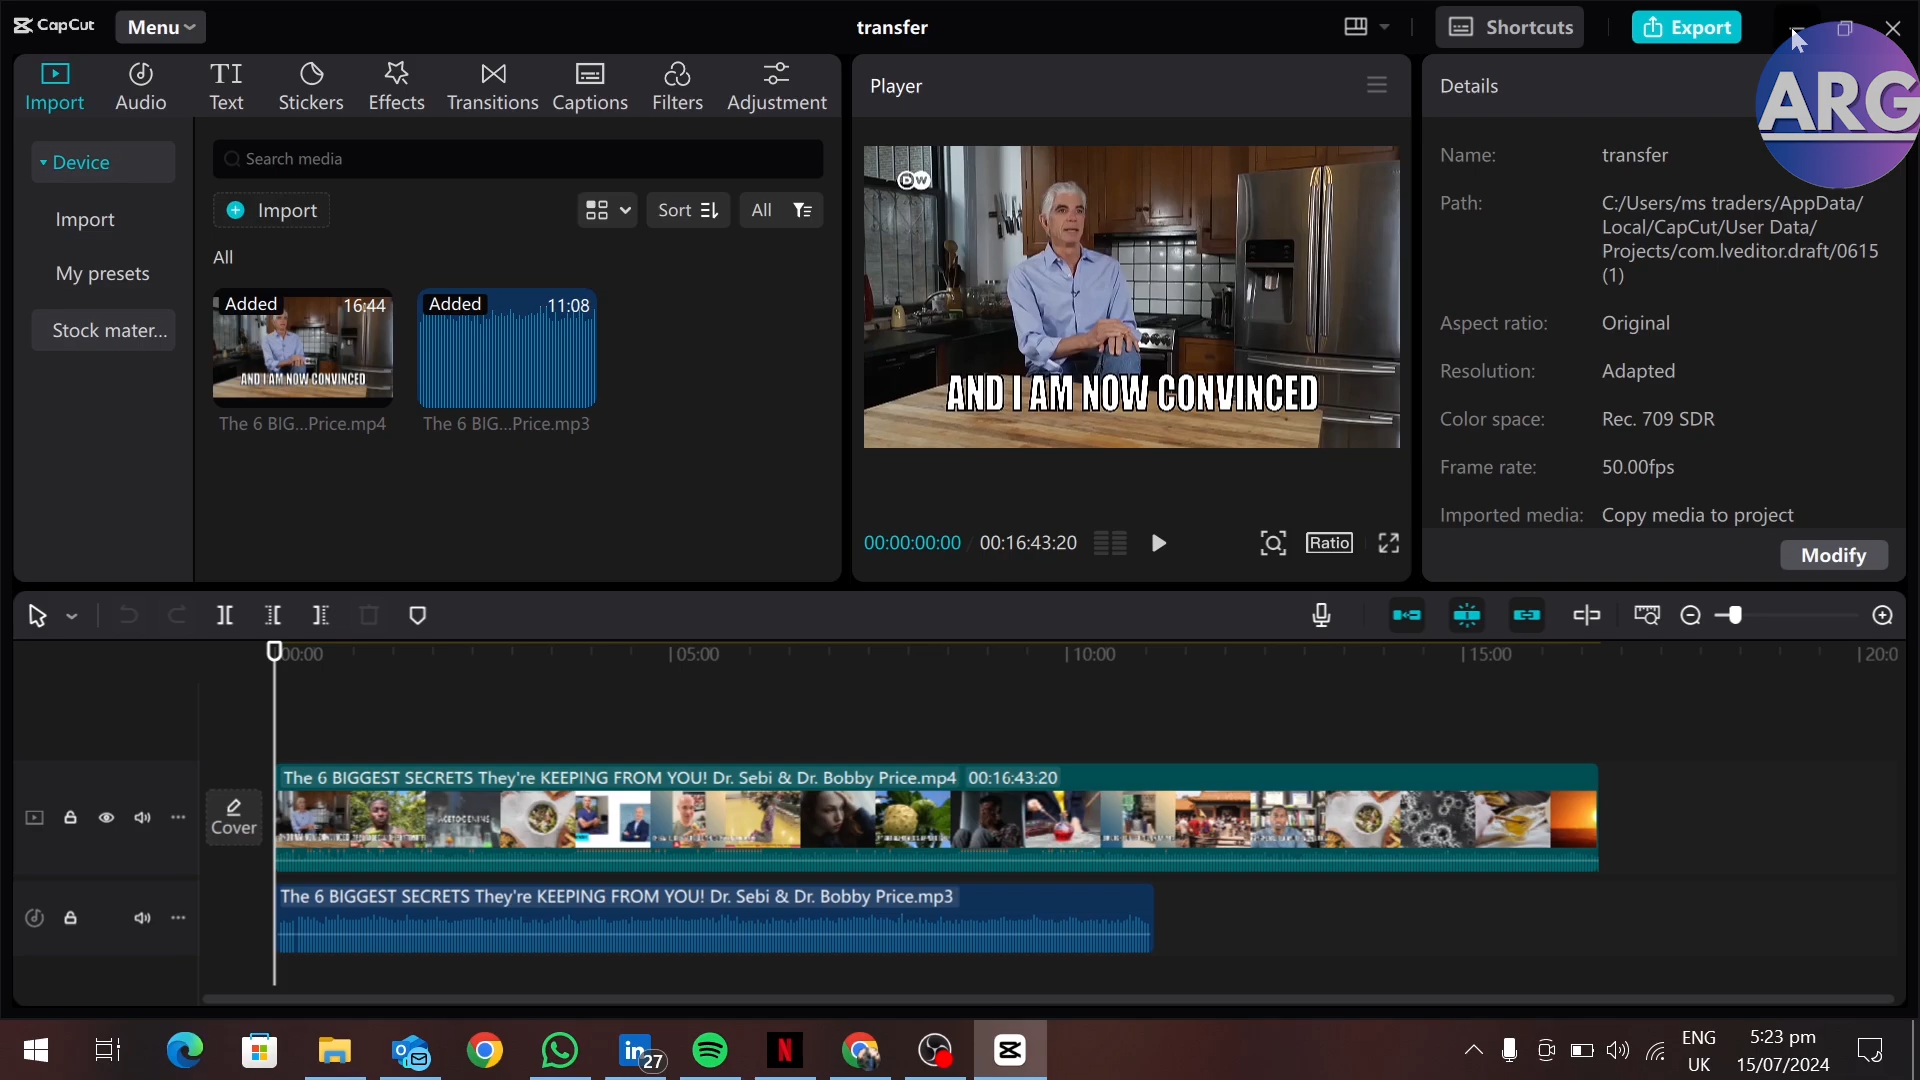 CapCut
Menu
transfer
Shortcuts
Export
ARG
Import
Audio
TI
Text
Stickers
Effects
Transitions
Captions
Filters
Adjustment
Device
Import
My presets
Stock mater...
Search media
Import
Sort
All
All
Added
16:44
AND I AM NOW CONVINCED
The 6 BIG...Price.mp4
Added
11:08
The 6 BIG...Price.mp3
Player
DW
AND I AM NOW CONVINCED
00:00:00:00 / 00:16:43:20
Ratio
Details
Name: transfer
Path: C:/Users/ms traders/AppData/
Local/CapCut/User Data/
Projects/com.lveditor.draft/0615
(1)
Aspect ratio: Original
Resolution: Adapted
Color space: Rec. 709 SDR
Frame rate: 50.00fps
Imported media: Copy media to project
Modify
00:00
05:00
10:00
15:00
20:0
Cover
The 6 BIGGEST SECRETS They're KEEPING FROM YOU! Dr. Sebi & Dr. Bobby Price.mp4 00:16:43:20
The 6 BIGGEST SECRETS They're KEEPING FROM YOU! Dr. Sebi & Dr. Bobby Price.mp3
in
27
N
ENG
UK
5:23 pm
15/07/2024